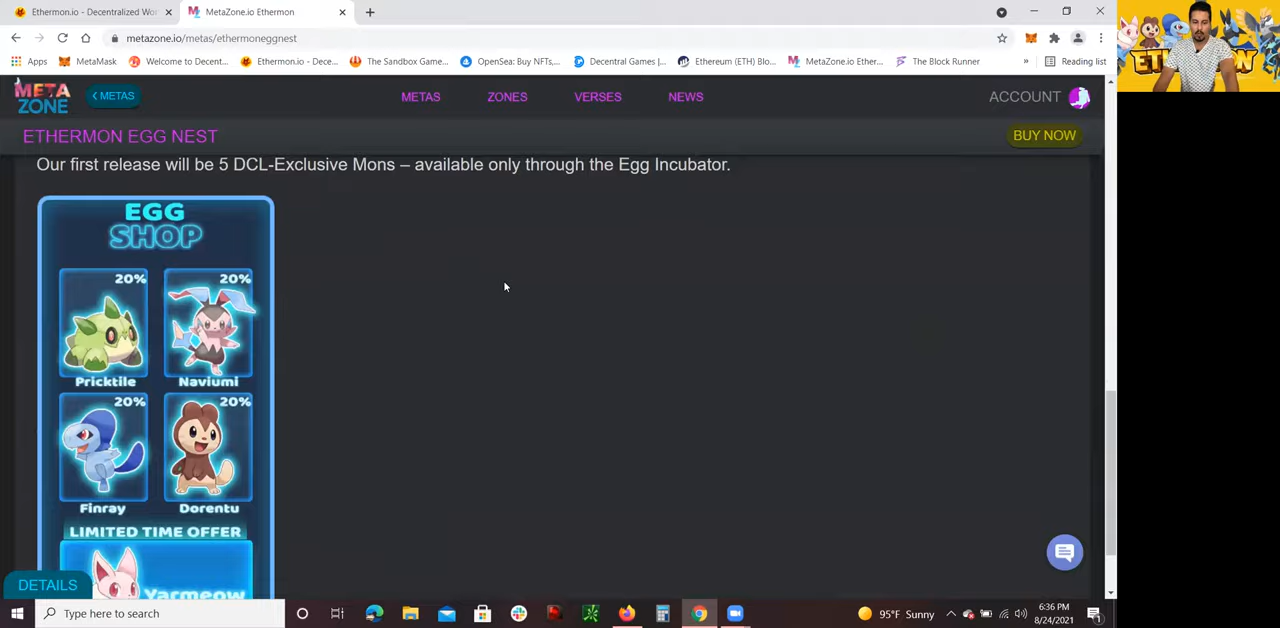 Ethermon.io - Decentralized Wo
MetaZone.io Ethermon
metazone.io/metas/ethermoneggnest
Apps
MetaMask
Welcome to Decent...
Ethermon.io - Dece...
The Sandbox Game...
OpenSea: Buy NFTs,...
Decentral Games |...
Ethereum (ETH) Blo...
MetaZone.io Ether...
The Block Runner
»
Reading list
META
ZONE
METAS
METAS
ZONES
VERSES
NEWS
ACCOUNT
ETHERMON EGG NEST
BUY NOW
Our first release will be 5 DCL-Exclusive Mons – available only through the Egg Incubator.
EGG
SHOP
20%
20%
Pricktile
Naviumi
20%
20%
Finray
Dorentu
LIMITED TIME OFFER
Yarmeow
DETAILS
Type here to search
95°F Sunny
6:36 PM
8/24/2021
1